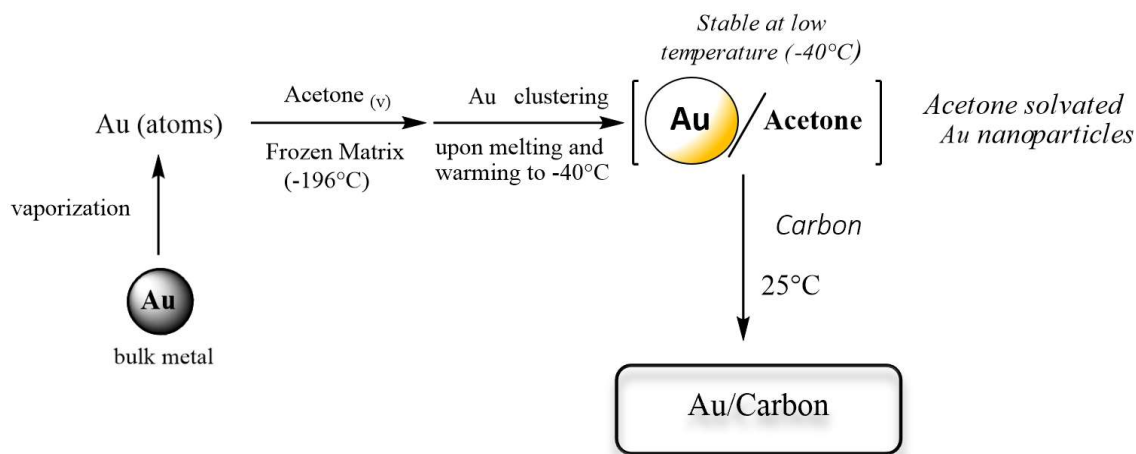 Stable at low
temperature (-40°C)
Au (atoms)
Acetone (v)
Frozen Matrix
(-196°C)
Au clustering
upon melting and
warming to -40°C
Au
Acetone
Acetone solvated
Au nanoparticles
vaporization
Au
bulk metal
Carbon
25°C
Au/Carbon